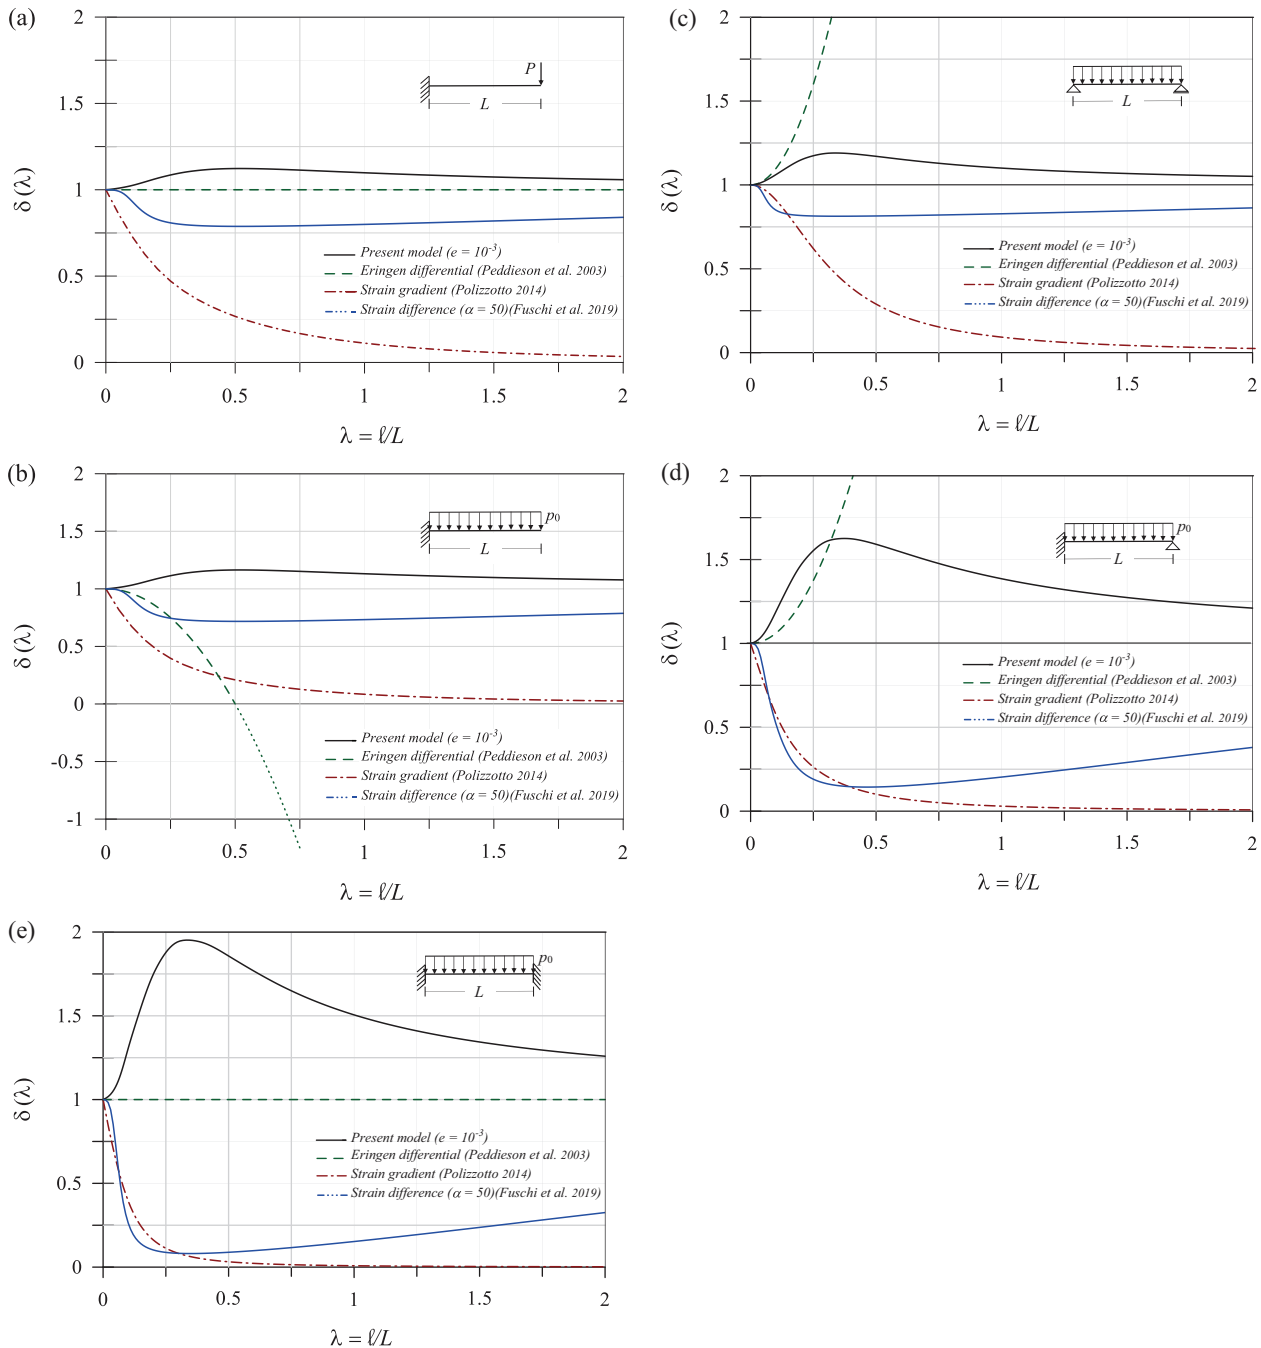 (a)
2
1.5
1
0.5
0
δ(λ)
P
L
Present model (e = 10-3)
Eringen differential (Peddieson et al. 2003)
Strain gradient (Polizzotto 2014)
Strain difference (α = 50)(Fuschi et al. 2019)
0 0.5 1 1.5 2
λ = ℓ/L
(c)
2
1.5
1
0.5
0
δ(λ)
L
Present model (e = 10-3)
Eringen differential (Peddieson et al. 2003)
Strain gradient (Polizzotto 2014)
Strain difference (α = 50)(Fuschi et al. 2019)
0 0.5 1 1.5 2
λ = ℓ/L
(b)
2
1.5
1
0.5
0
-0.5
-1
δ(λ)
p0
L
Present model (e = 10-3)
Eringen differential (Peddieson et al. 2003)
Strain gradient (Polizzotto 2014)
Strain difference (α = 50)(Fuschi et al. 2019)
0 0.5 1 1.5 2
λ = ℓ/L
(d)
2
1.5
1
0.5
0
δ(λ)
p0
L
Present model (e = 10-3)
Eringen differential (Peddieson et al. 2003)
Strain gradient (Polizzotto 2014)
Strain difference (α = 50)(Fuschi et al. 2019)
0 0.5 1 1.5 2
λ = ℓ/L
(e)
2
1.5
1
0.5
0
δ(λ)
p0
L
Present model (e = 10-3)
Eringen differential (Peddieson et al. 2003)
Strain gradient (Polizzotto 2014)
Strain difference (α = 50)(Fuschi et al. 2019)
0 0.5 1 1.5 2
λ = ℓ/L